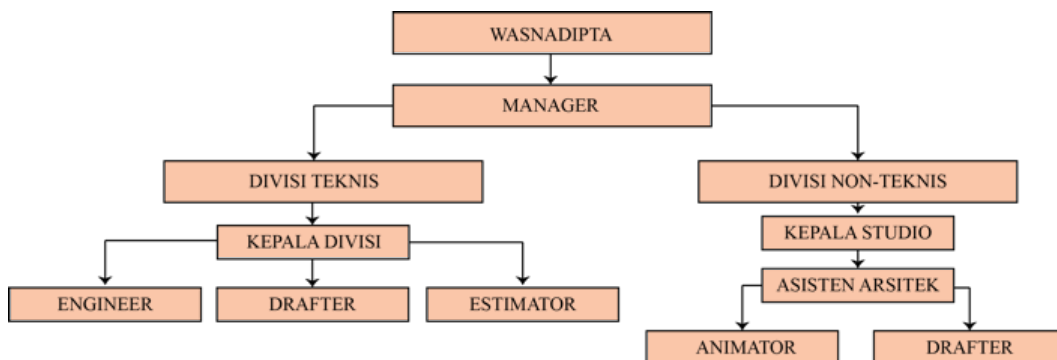 WASNADIPTA
MANAGER
DIVISI TEKNIS
DIVISI NON-TEKNIS
KEPALA DIVISI
KEPALA STUDIO
ENGINEER
DRAFTER
ESTIMATOR
ASISTEN ARSITEK
ANIMATOR
DRAFTER